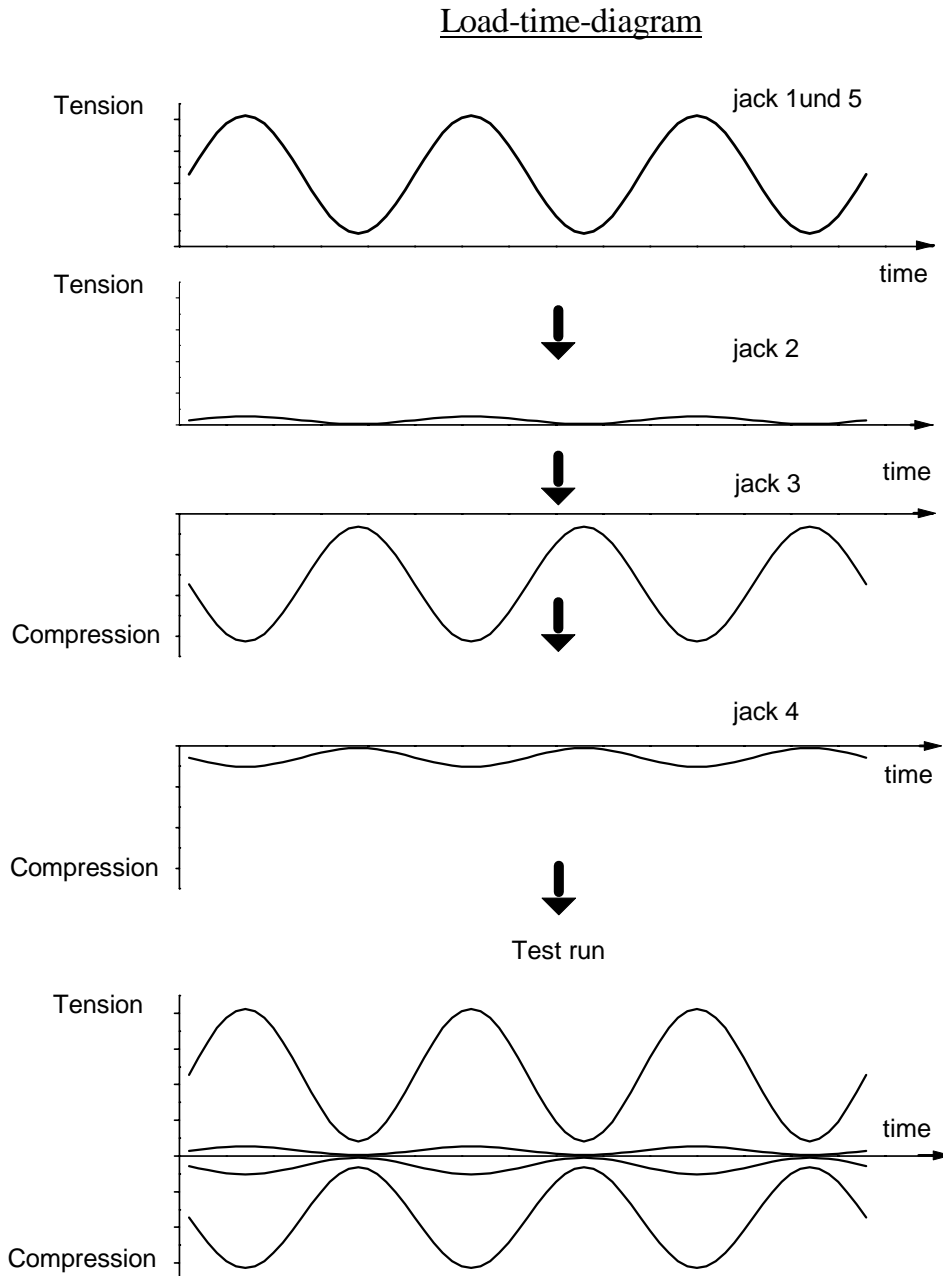 Load-time-diagram
Tension
jack 1und 5
time
Tension
jack 2
time
jack 3
Compression
jack 4
time
Compression
Test run
Tension
time
Compression